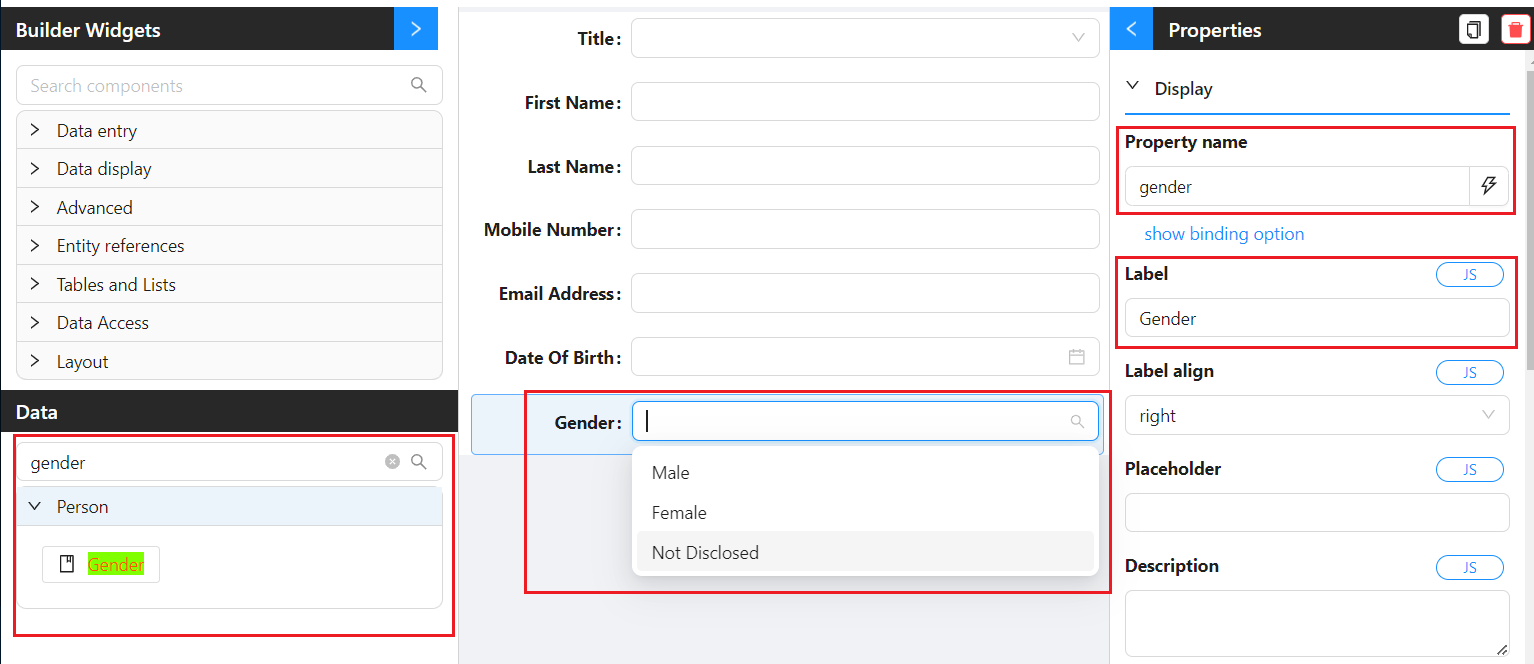 Builder Widgets
Search components
Data entry
Data display
Advanced
Entity references
Tables and Lists
Data Access
Layout
Data
gender
Person
Gender
Title:
First Name:
Last Name:
Mobile Number:
Email Address:
Date Of Birth:
Gender:
Male
Female
Not Disclosed
Properties
Display
Property name
gender
show binding option
Label JS
Gender
Label align JS
right
Placeholder JS
Description JS